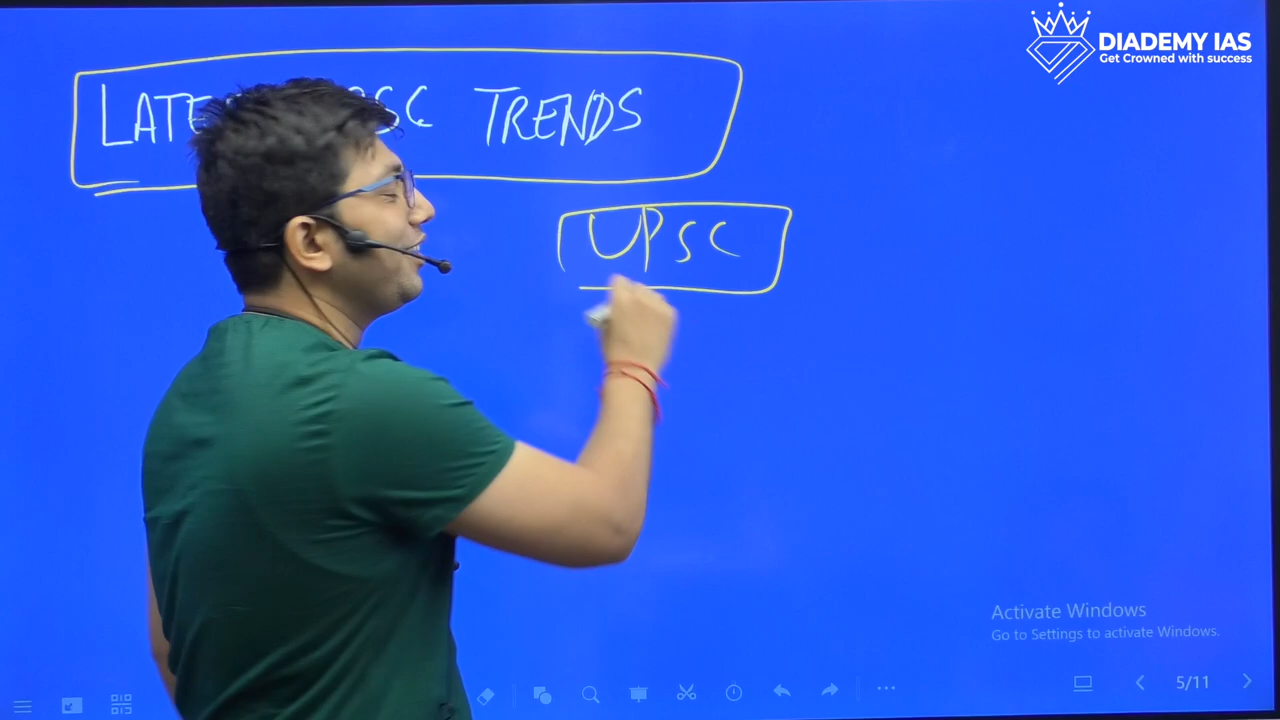 DIADEMY IAS
Get Crowned with success
TRENDS
UPSC
Activate Windows
Go to Settings to activate Windows.
5/11